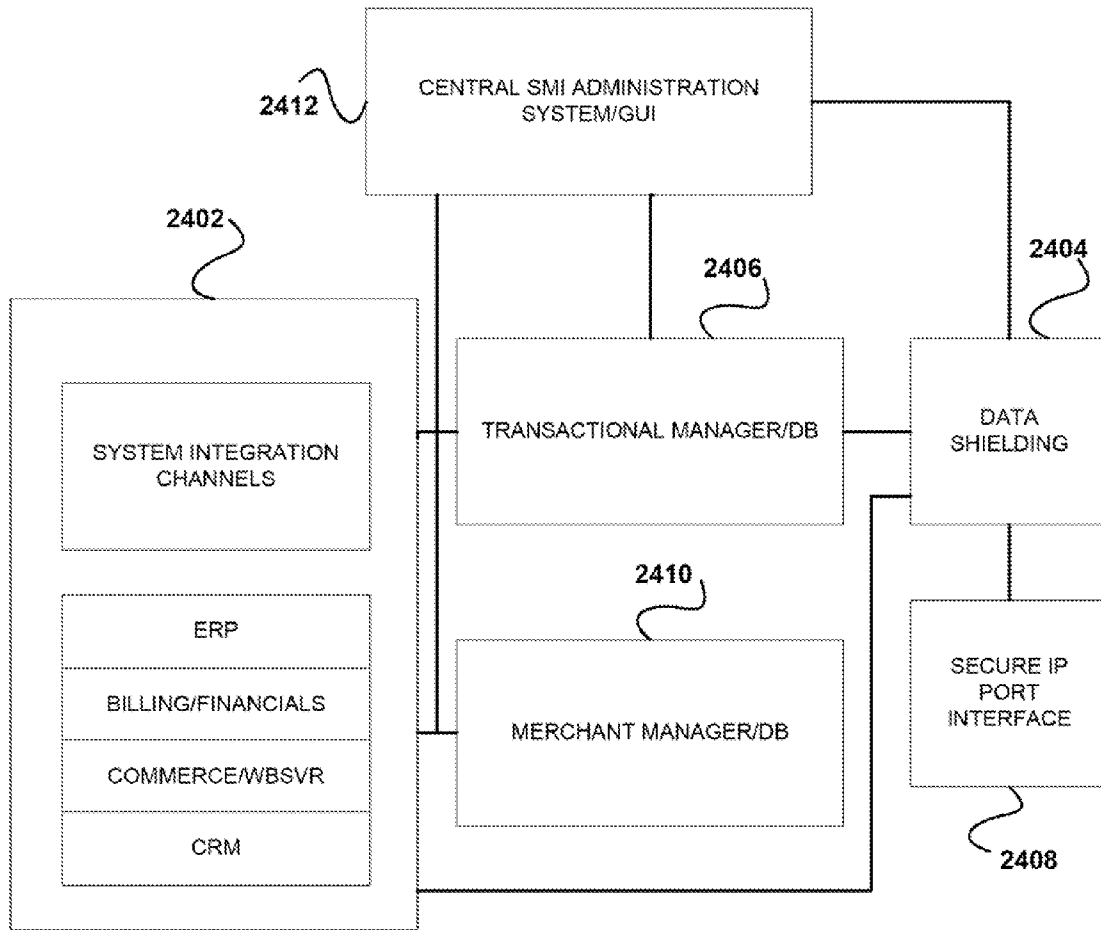 CENTRAL SMI ADMINISTRATION
SYSTEM/GUI
2412
2402
2406
2404
SYSTEM INTEGRATION
CHANNELS
TRANSACTIONAL MANAGER/DB
DATA
SHIELDING
2410
ERP
BILLING/FINANCIALS
COMMERCE/WBSVR
CRM
MERCHANT MANAGER/DB
SECURE IP
PORT
INTERFACE
2408